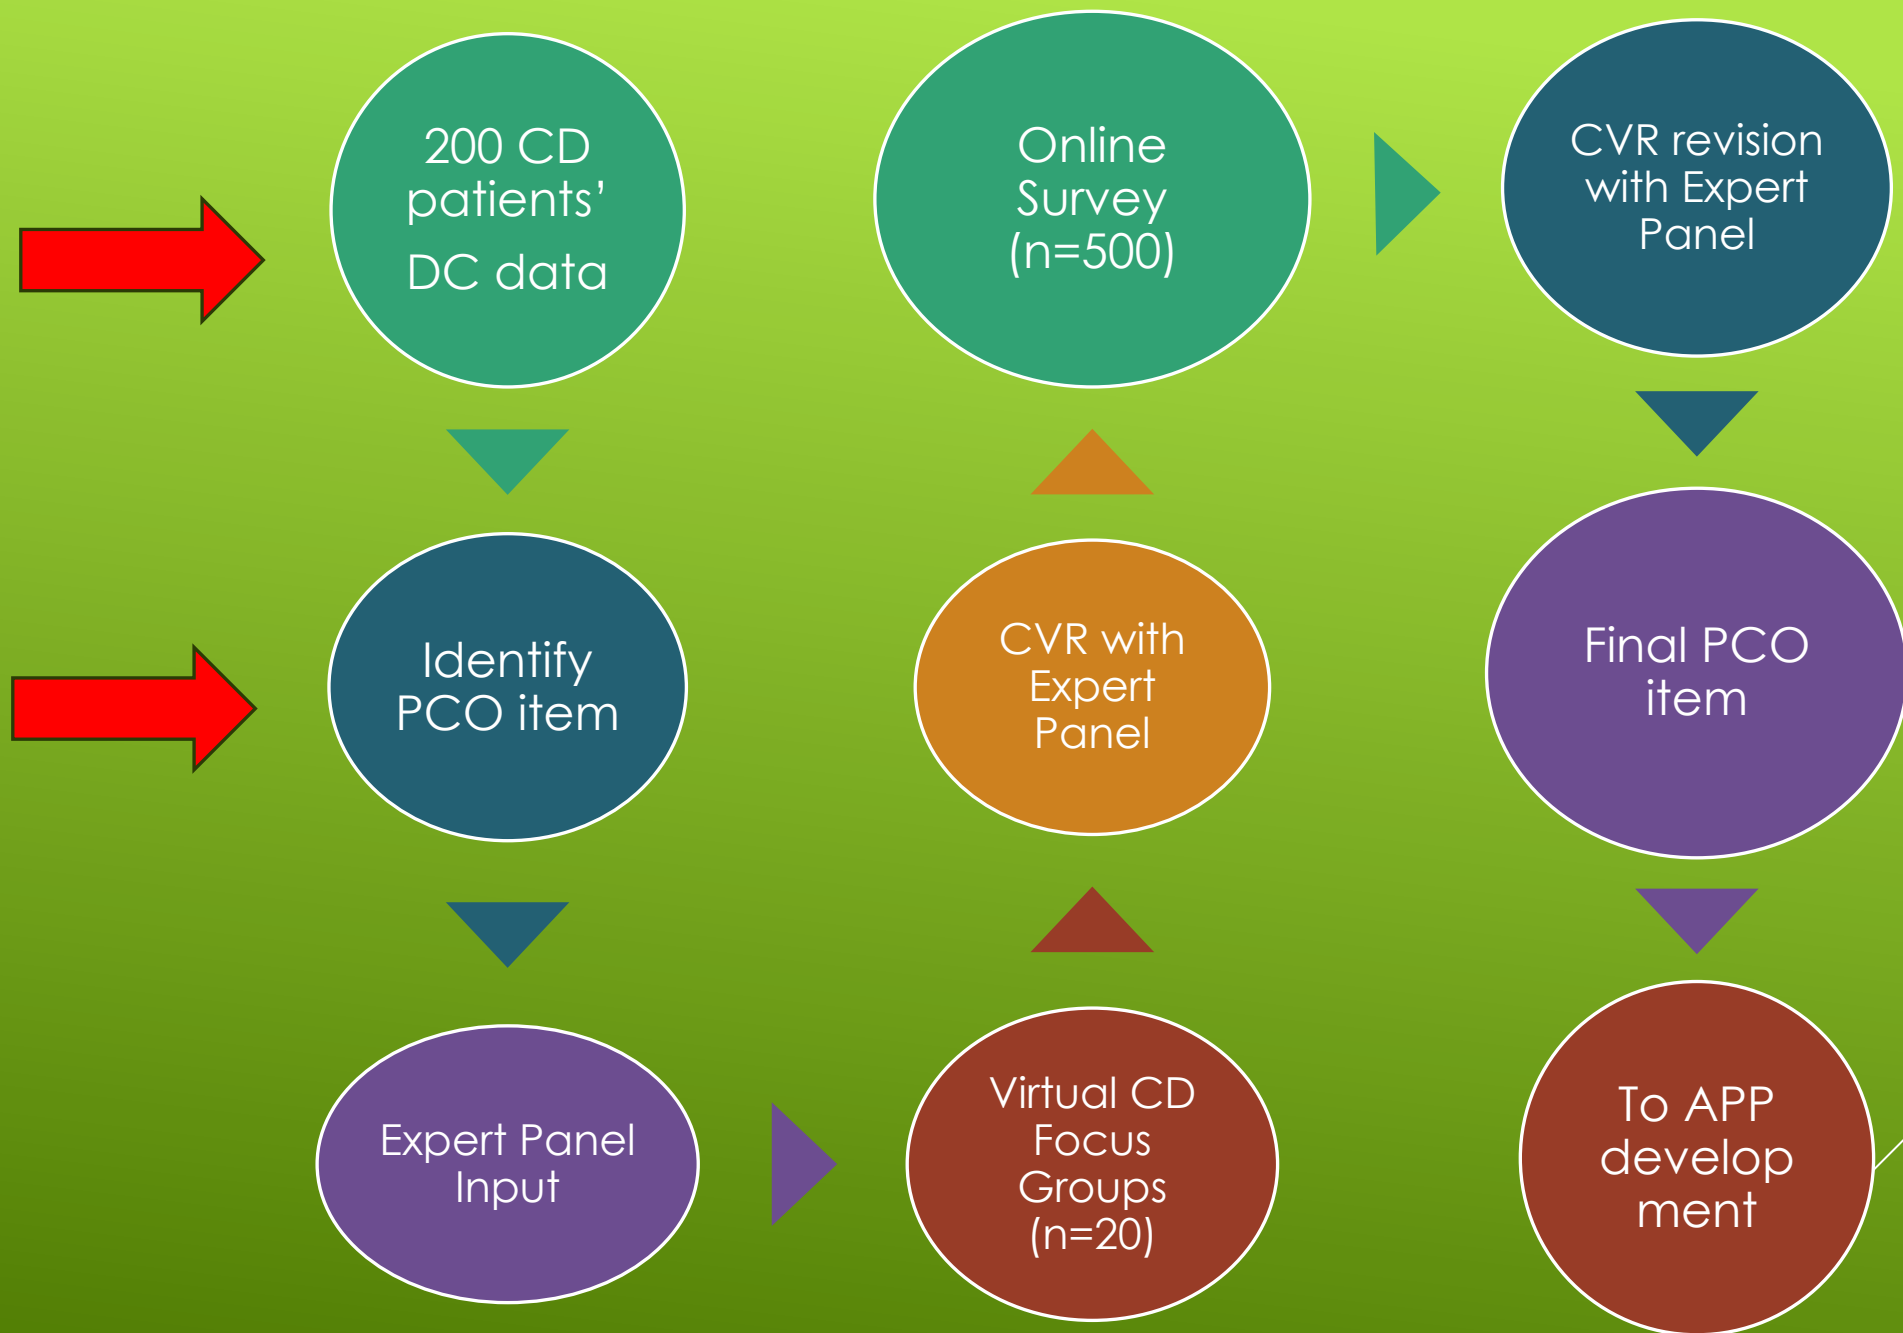 200 CD
patients’
DC data
Identify
PCO item
Expert Panel
Input
Virtual CD
Focus
Groups
(n=20)
CVR with
Expert
Panel
Online
Survey
(n=500)
CVR revision
with Expert
Panel
Final PCO
item
To APP
develop
ment